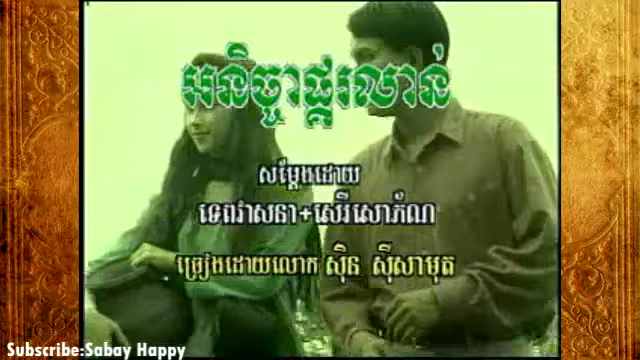 អនិច្ចាផ្គរលាន់
សម្ដែងដោយ
ទេពវាសនា+សេរីសោភ័ណ
ច្រៀងដោយលោក ស៊ិន ស៊ីសាមុត
Subscribe:Sabay Happy